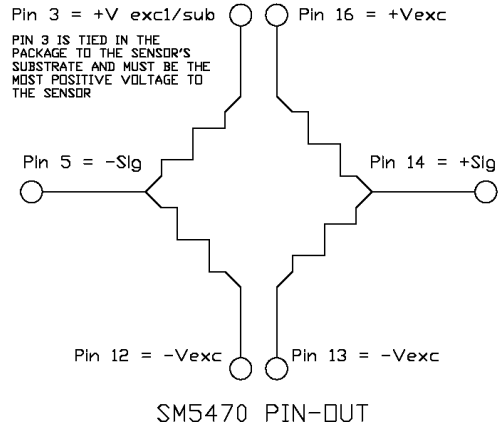 Pin 3 = +V exc1/sub
Pin 16 = +Vexc
PIN 3 IS TIED IN THE
PACKAGE TO THE SENSOR'S
SUBSTRATE AND MUST BE THE
MOST POSITIVE VOLTAGE TO
THE SENSOR
Pin 5 = -Sig
Pin 14 = +Sig
Pin 12 = -Vexc
Pin 13 = -Vexc
SM5470 PIN-OUT